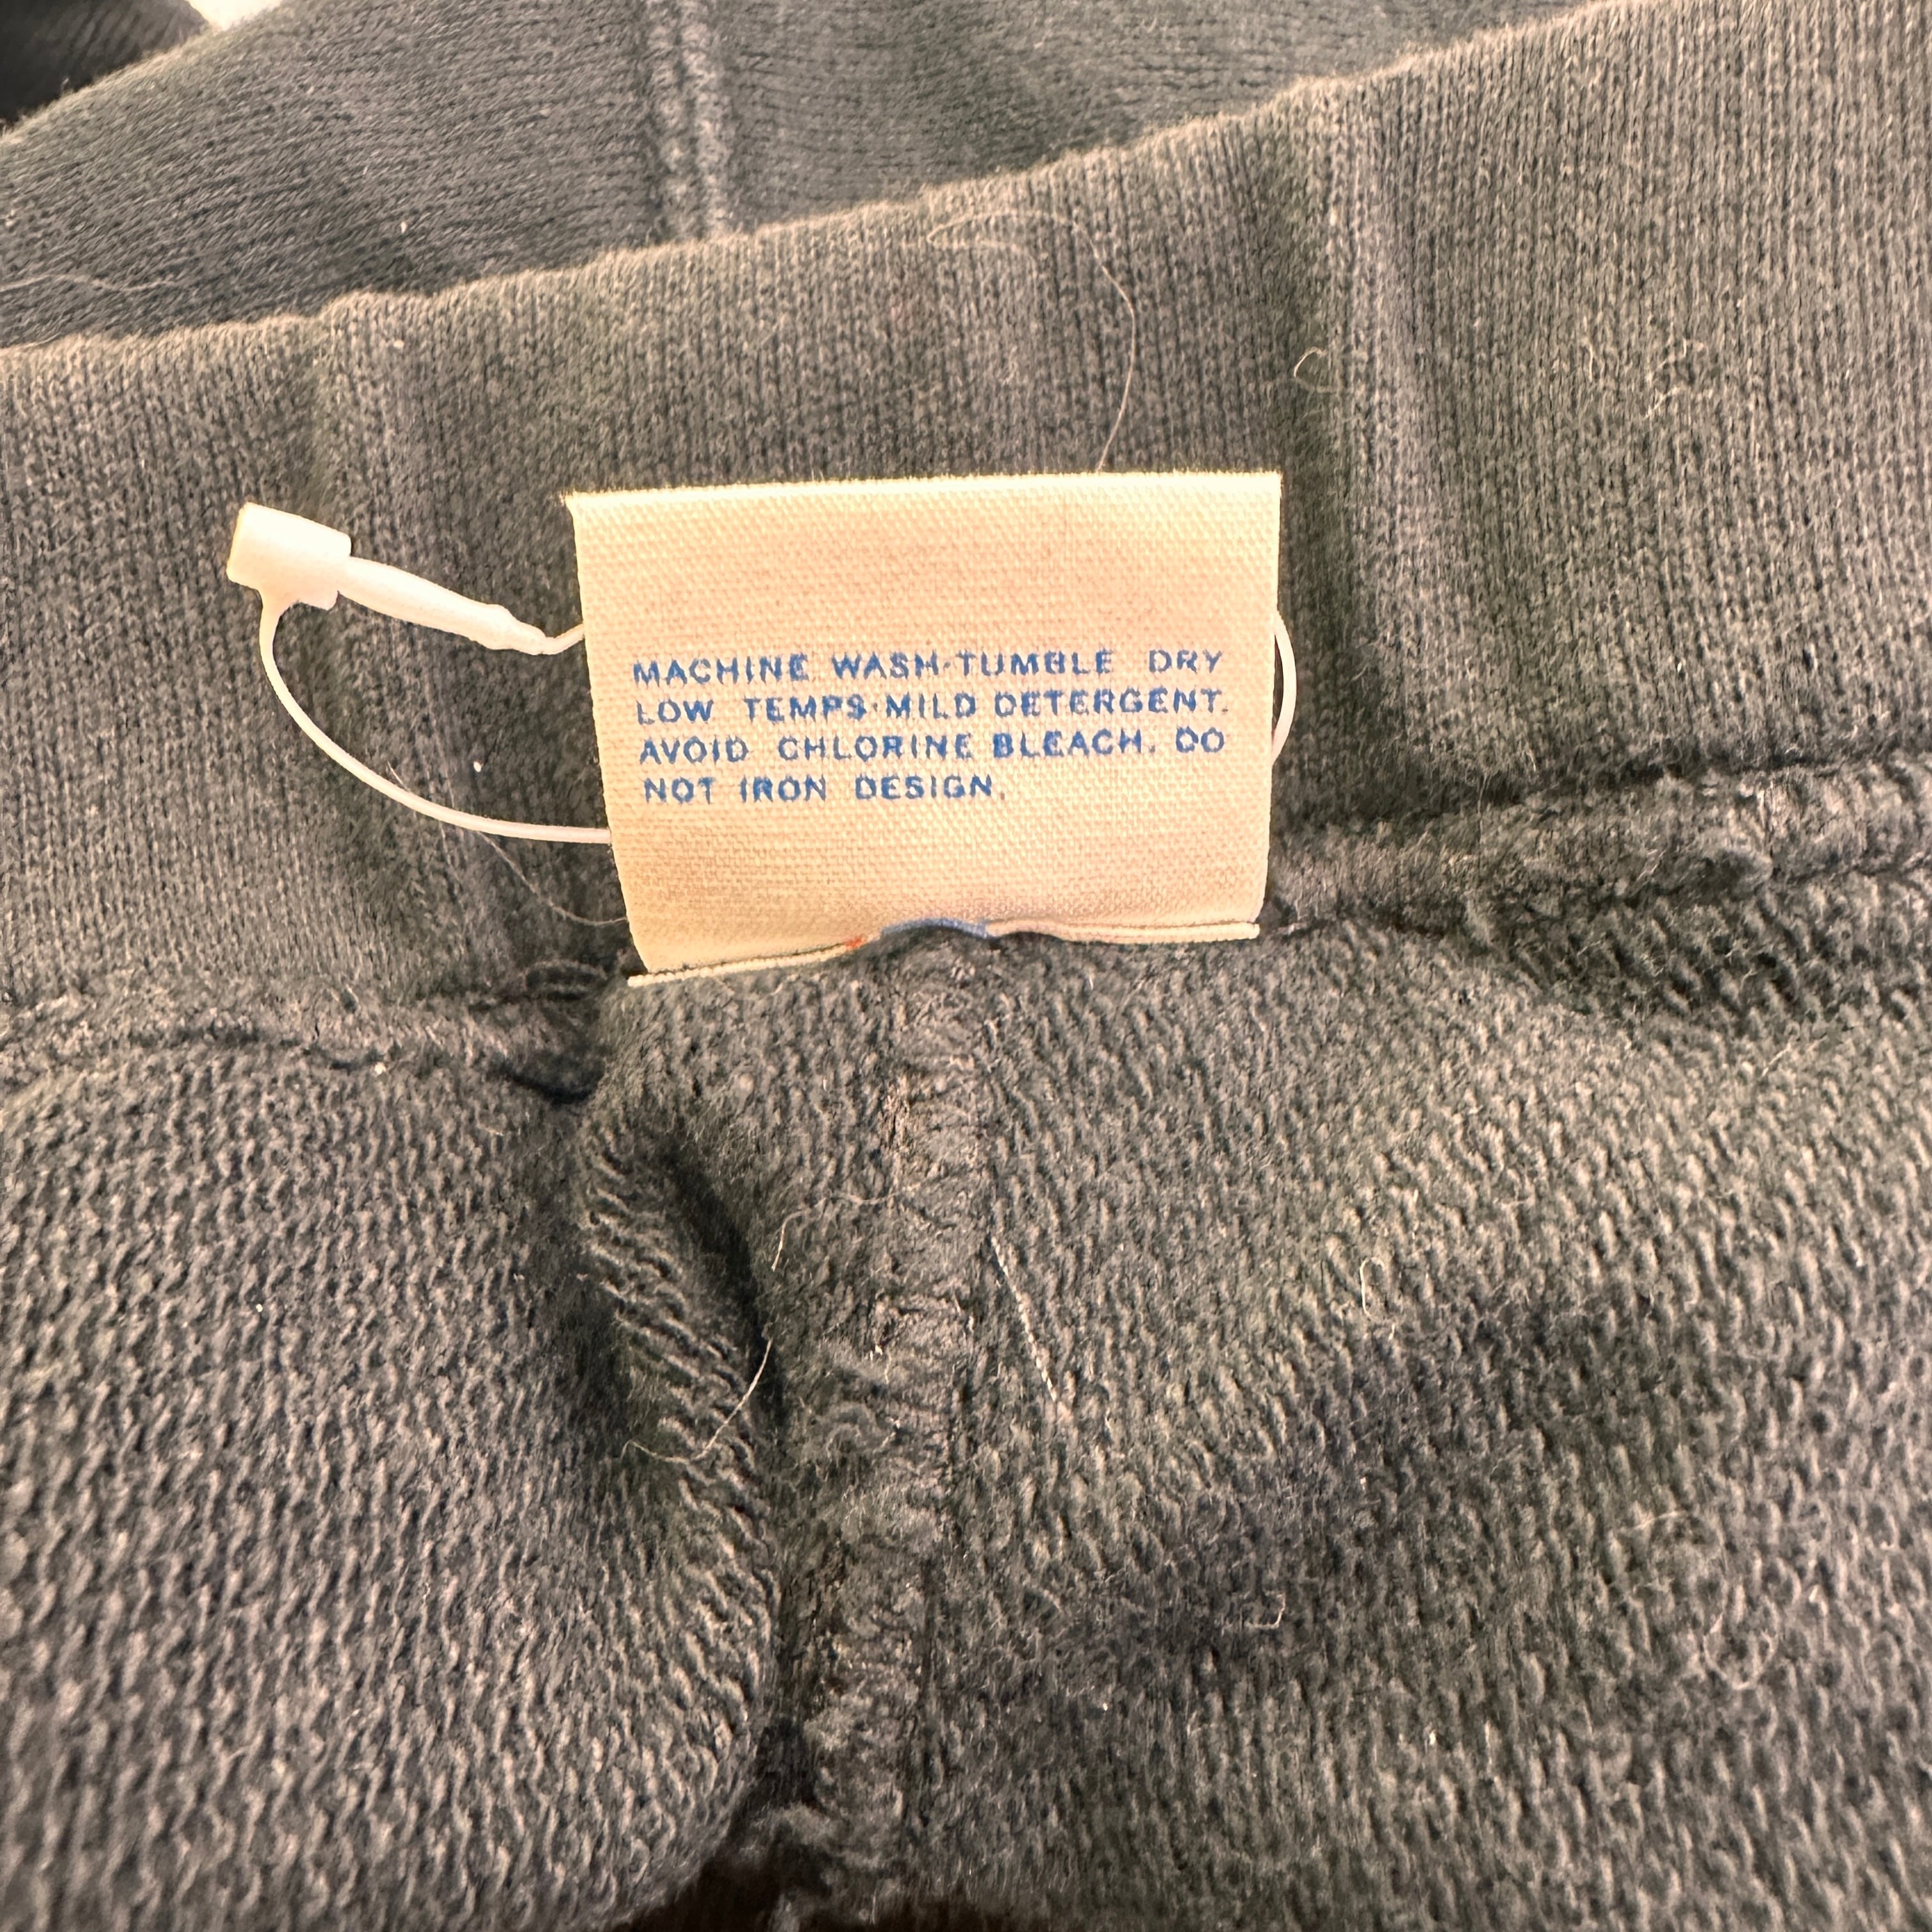 MACHINE WASH·TUMBLE DRY
LOW TEMPS·MILD DETERGENT.
AVOID CHLORINE BLEACH. DO
NOT IRON DESIGN.